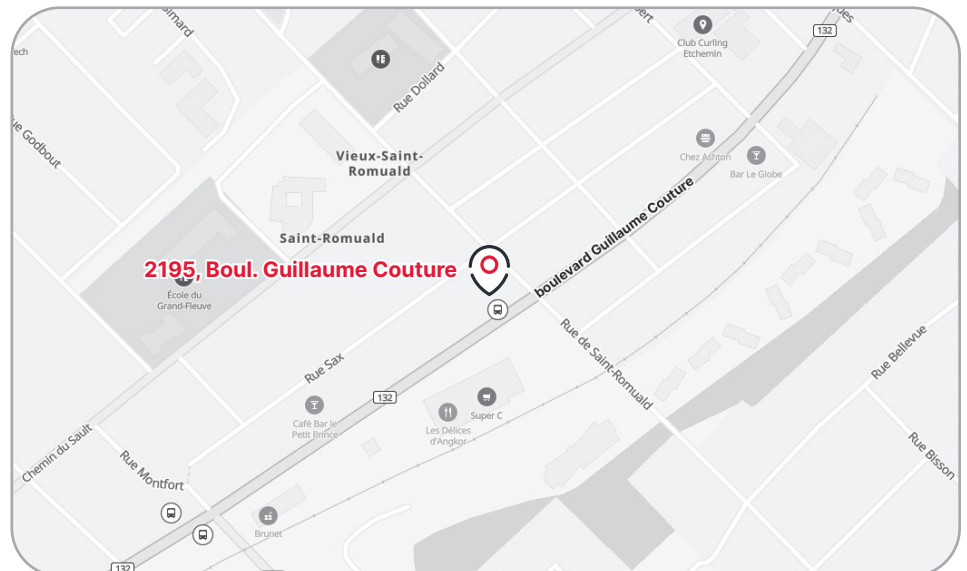 132
Club Curling
Etchemin
Rue Dollard
Vieux-Saint-
Romuald
Chez Ashton
Bar Le Globe
boulevard Guillaume Couture
Saint-Romuald
2195, Boul. Guillaume Couture
École du
Grand-Fleuve
Rue Sax
Rue de Saint-Romuald
Rue Bellevue
132
Super C
Café Bar le
Petit Prince
Les Délices
d'Angkor
Chemin du Sault
Rue Montfort
Rue Bisson
Brunet
132